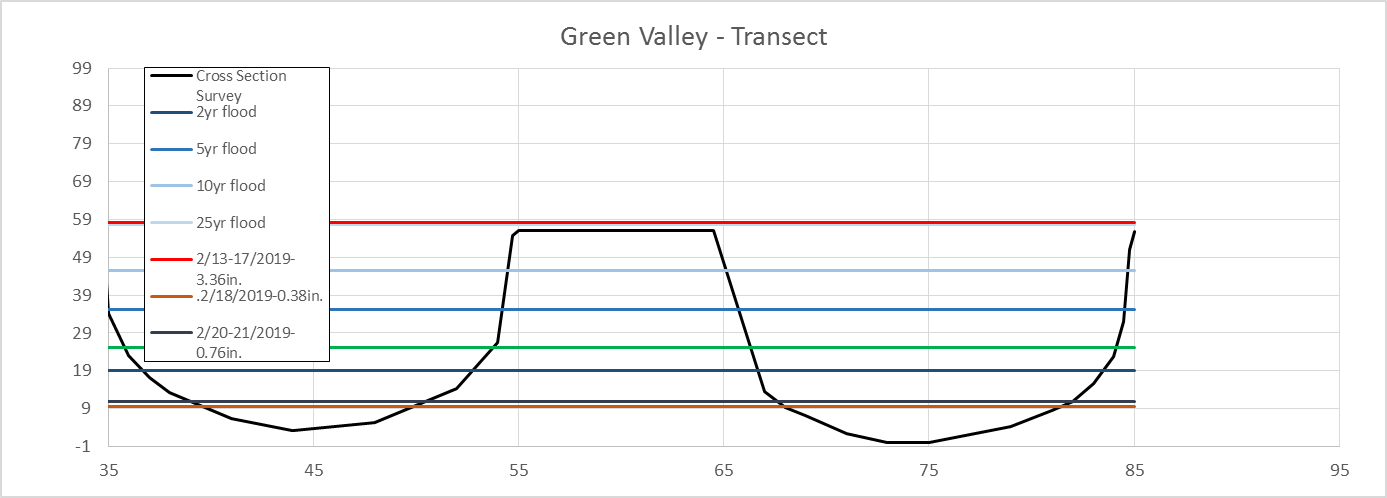 Green Valley - Transect
99
89
79
69
59
49
39
29
19
9
-1
Cross Section
Survey
2yr flood
5yr flood
10yr flood
25yr flood
2/13-17/2019-
3.36in.
.2/18/2019-0.38in.
2/20-21/2019-
0.76in.
35
45
55
65
75
85
95